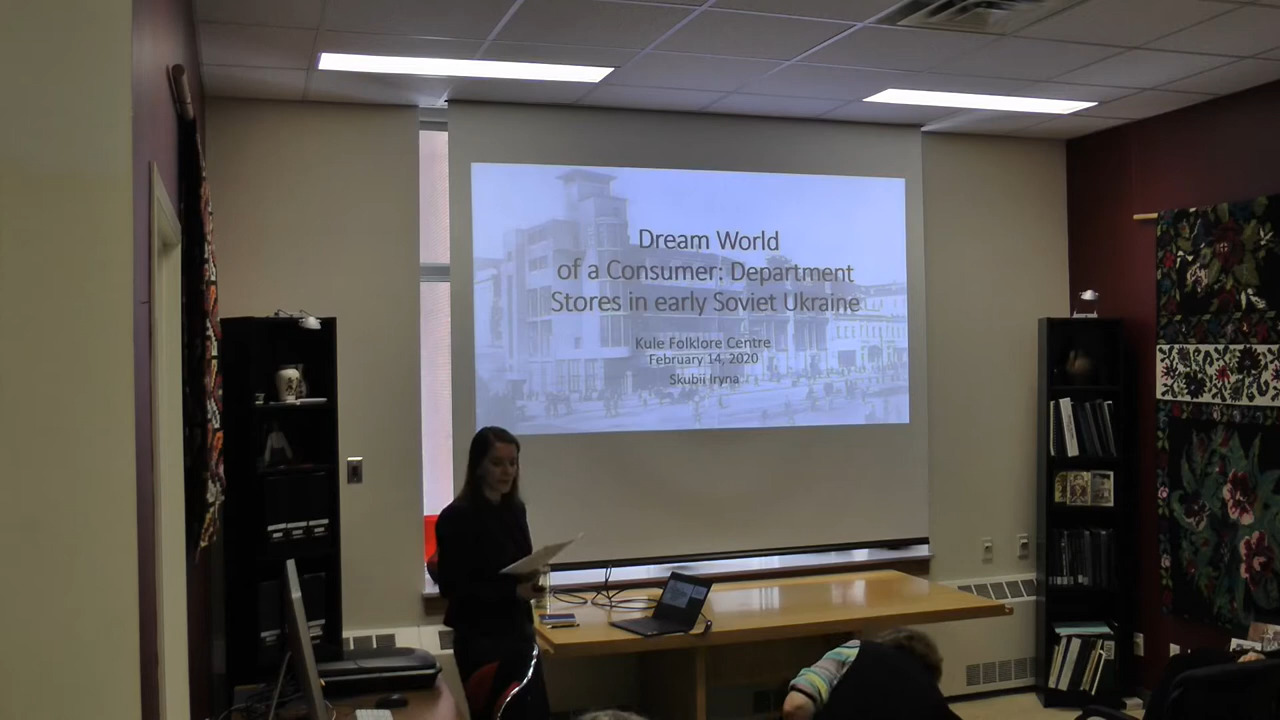 Dream World
of a Consumer: Department
Stores in early Soviet Ukraine
Kule Folklore Centre
February 14, 2020
Skubii Iryna